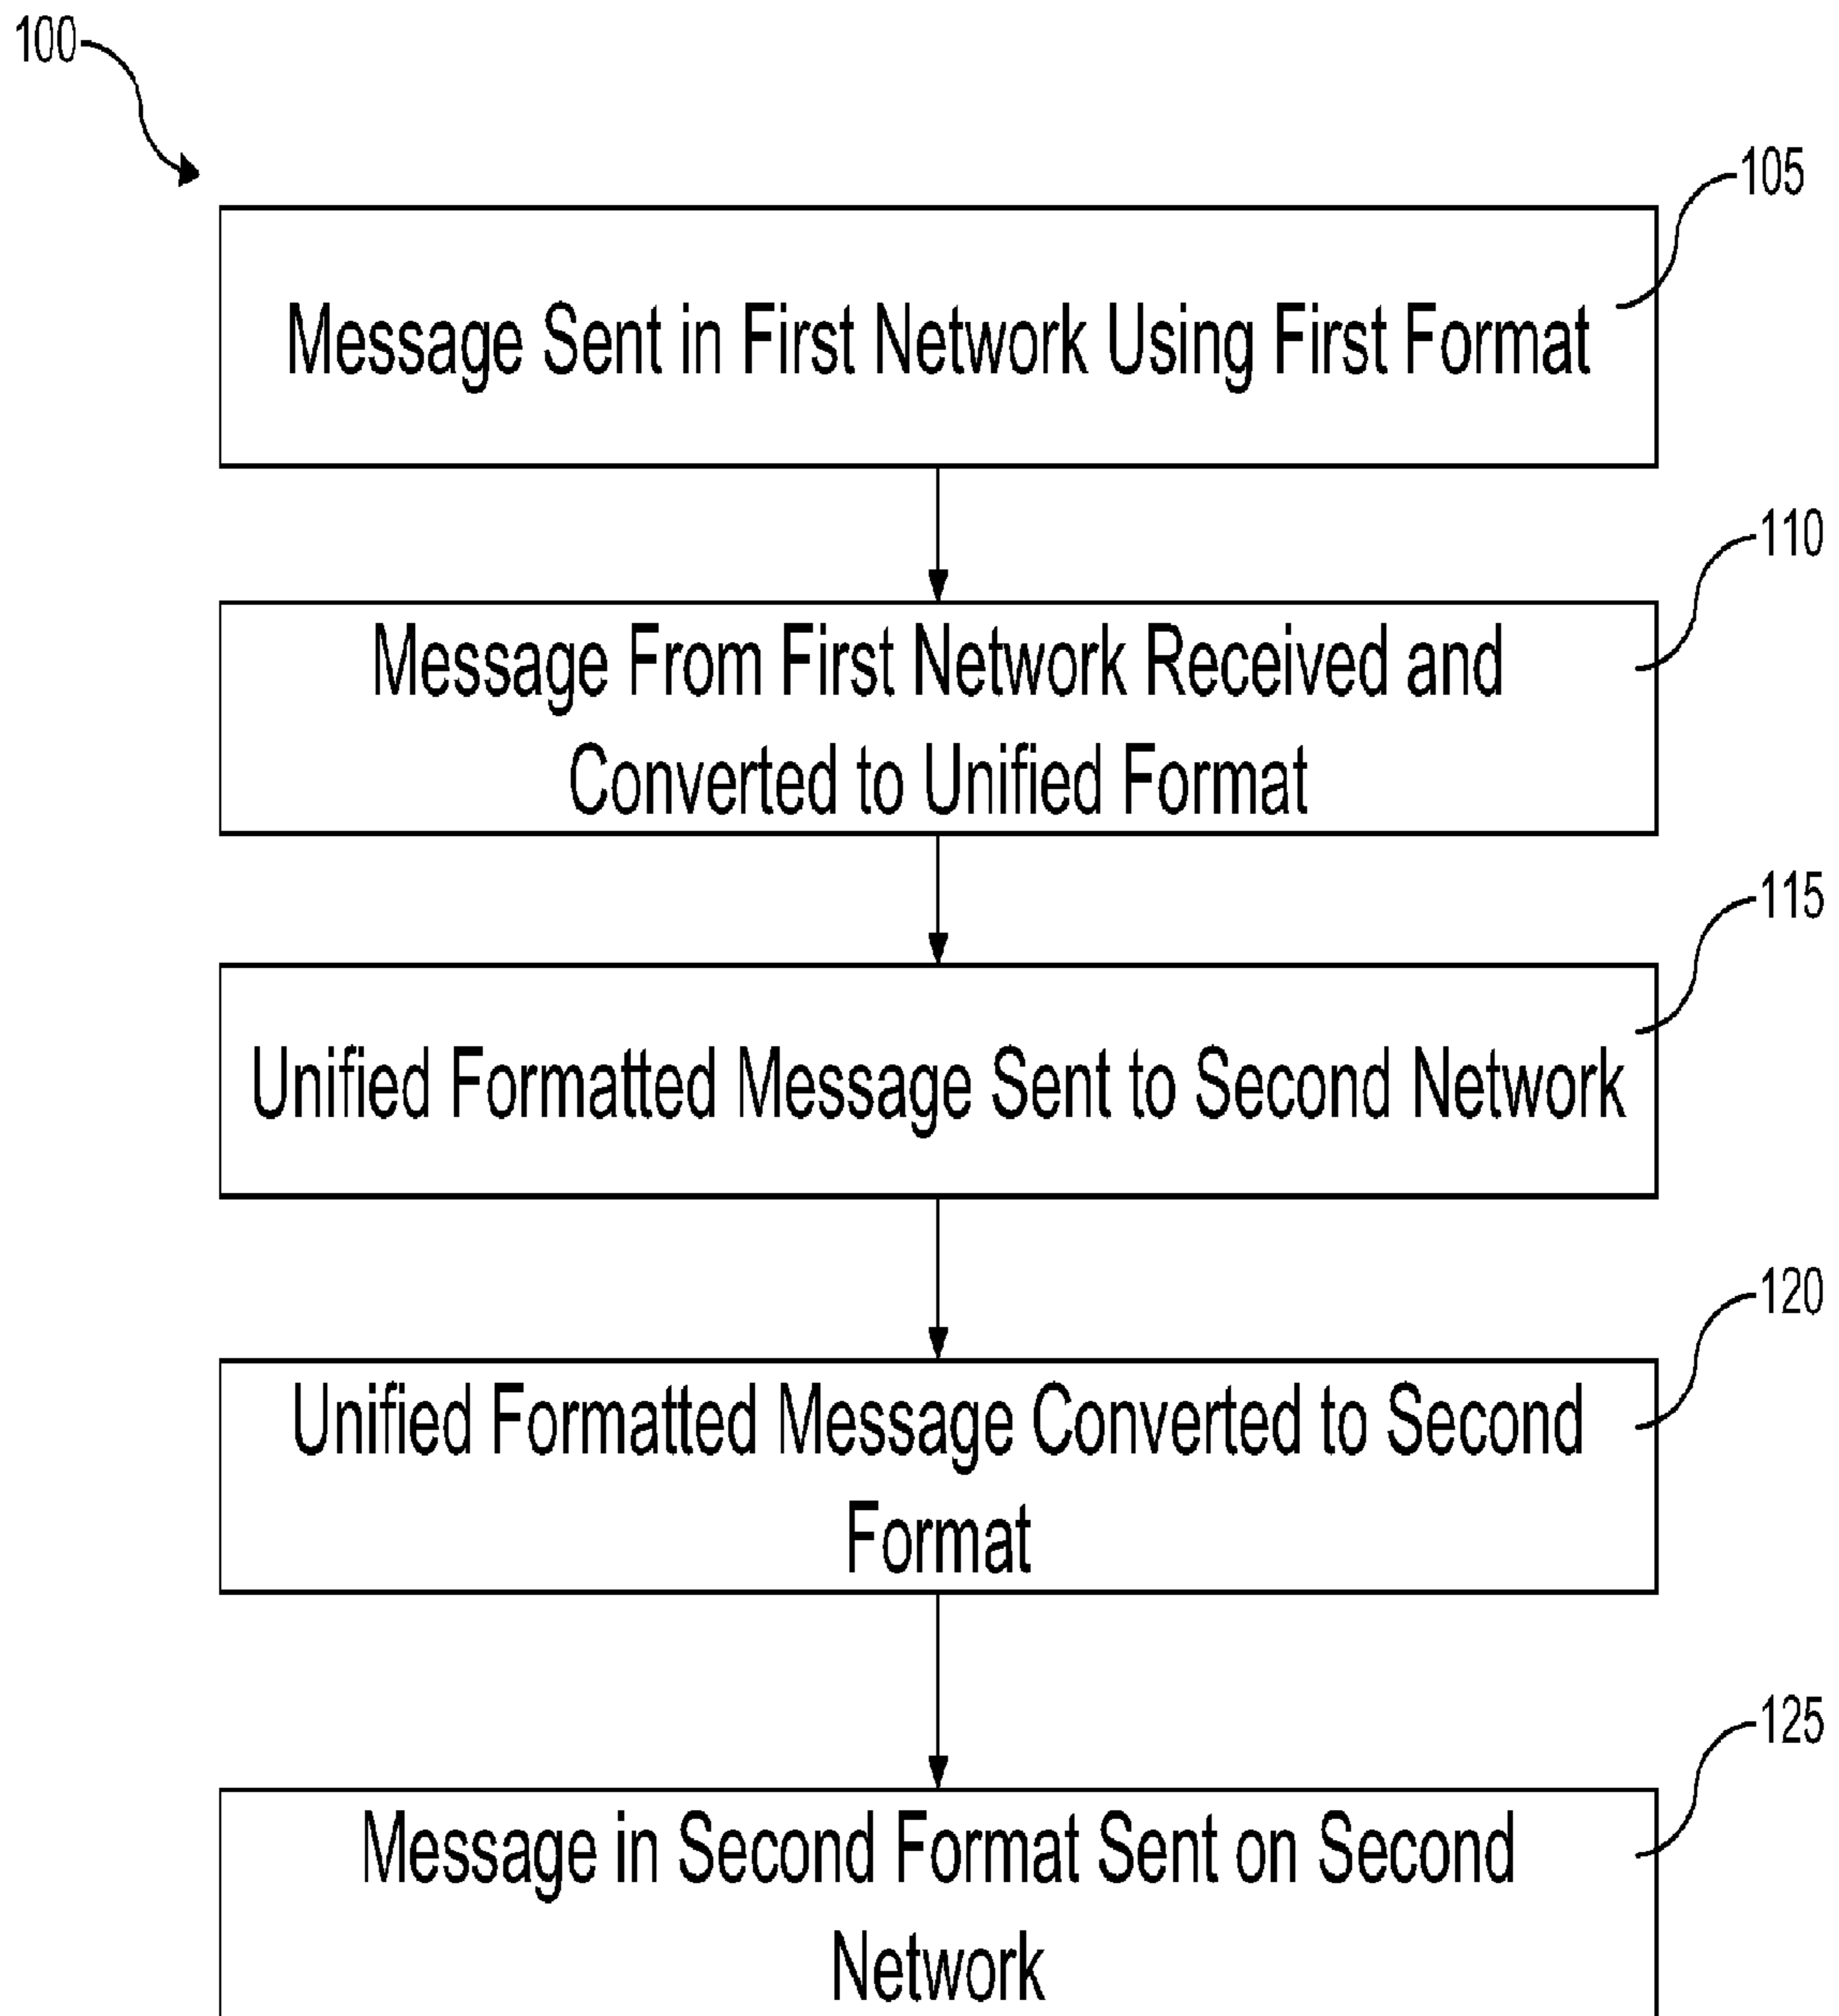 100
105
Message Sent in First Network Using First Format
110
Message From First Network Received and
Converted to Unified Format
115
Unified Formatted Message Sent to Second Network
120
Unified Formatted Message Converted to Second
Format
125
Message in Second Format Sent on Second
Network